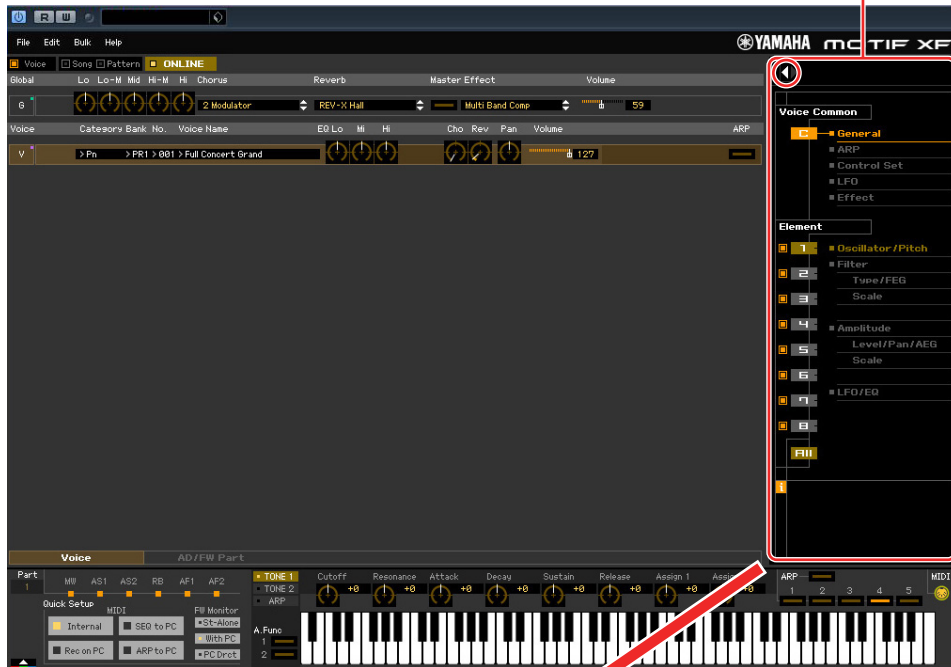 R W
File Edit Bulk Help
YAMAHA MOTIF XF
Voice Song Pattern ONLINE
Global Lo Lo-M Mid Hi-M Hi Chorus Reverb Master Effect Volume
G 2 Modulator REV-X Hall Multi Band Comp 59
Voice Category Bank No. Voice Name EQ Lo Mi Hi Cho Rev Pan Volume ARP
V > Pn > PR1 > 001 > Full Concert Grand 127
Voice Common
C General
ARP
Control Set
LFO
Effect
Element
1 Oscillator/Pitch
Filter
2 Type/FEG
3 Scale
4 Amplitude
5 Level/Pan/AEG
Scale
6
7 LFO/EQ
8
All
i
Voice AD/FW Part
Part
1
MW AS1 AS2 RB AF1 AF2
Quick Setup MIDI FW Monitor
Internal SEQ to PC St-Alone
With PC
Rec on PC ARP to PC PC Drct
TONE 1 Cutoff Resonance Attack Decay Sustain Release Assign 1
TONE 2 +0 +0 +0 +0 +0 +0 +0 +0
ARP
A.Func
1
2
ARP MIDI
1 2 3 4 5